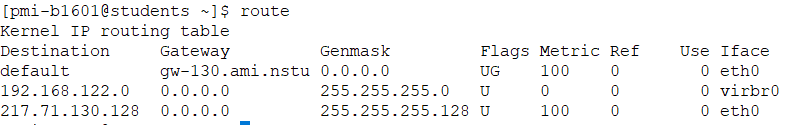 [pmi-b1601@students ~]$ route
Kernel IP routing table
Destination     Gateway         Genmask         Flags Metric Ref    Use Iface
default         gw-130.ami.nstu 0.0.0.0         UG    100    0        0 eth0
192.168.122.0   0.0.0.0         255.255.255.0   U     0      0        0 virbr0
217.71.130.128  0.0.0.0         255.255.255.128 U     100    0        0 eth0